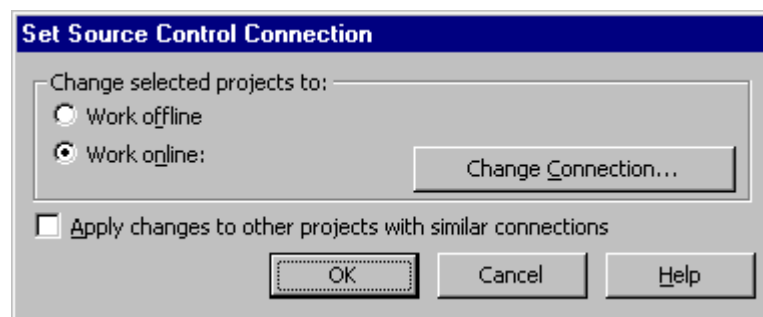 Set Source Control Connection
Change selected projects to:
Work offline
Work online:
Change Connection...
Apply changes to other projects with similar connections
OK Cancel Help